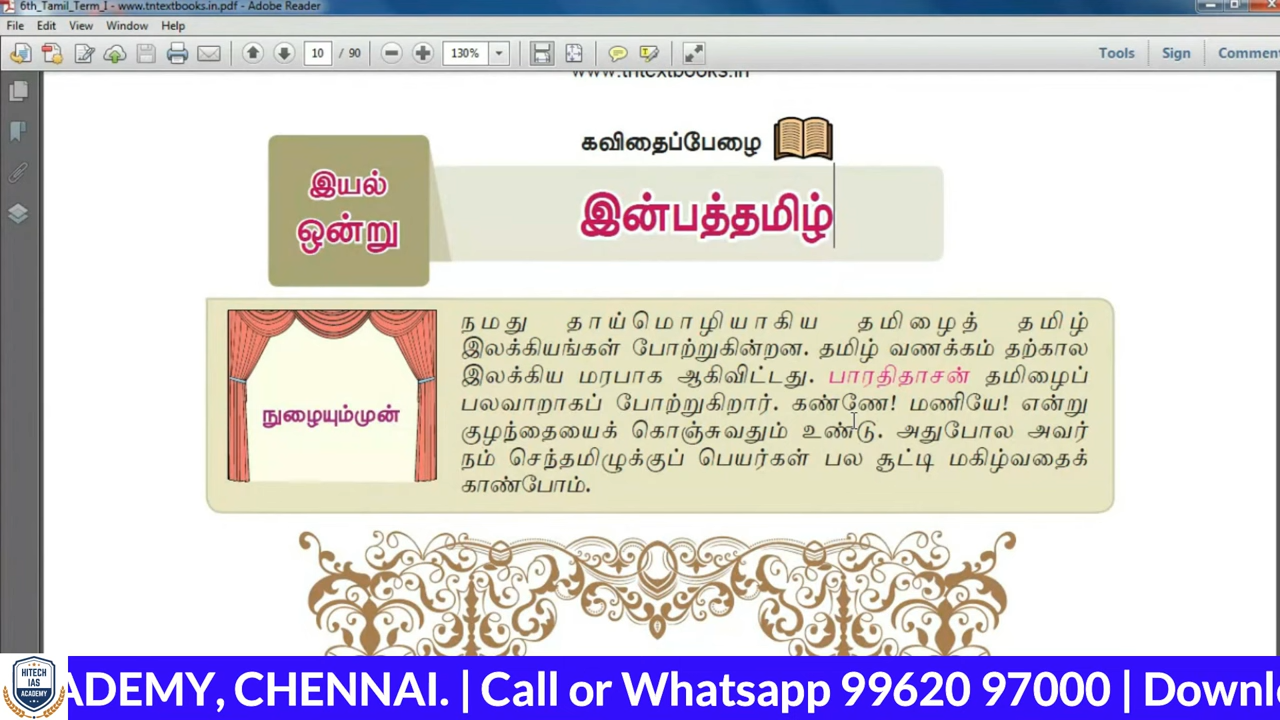 6th_Tamil_Term_I - www.tntextbooks.in.pdf - Adobe Reader
File Edit View Window Help
10 / 90 130% Tools Sign Comment
www.tntextbooks.in
கவிதைப்பேழை
இயல்
ஒன்று
இன்பத்தமிழ்
நுழையும்முன்
நமது தாய்மொழியாகிய தமிழைத் தமிழ்
இலக்கியங்கள் போற்றுகின்றன. தமிழ் வணக்கம் தற்கால
இலக்கிய மரபாக ஆகிவிட்டது. பாரதிதாசன் தமிழைப்
பலவாறாகப் போற்றுகிறார். கண்ணே! மணியே! என்று
குழந்தையைக் கொஞ்சுவதும் உண்டு. அதுபோல அவர்
நம் செந்தமிழுக்குப் பெயர்கள் பல சூட்டி மகிழ்வதைக்
காண்போம்.
HITECH
IAS
ACADEMY
ADEMY, CHENNAI. | Call or Whatsapp 99620 97000 | Downl